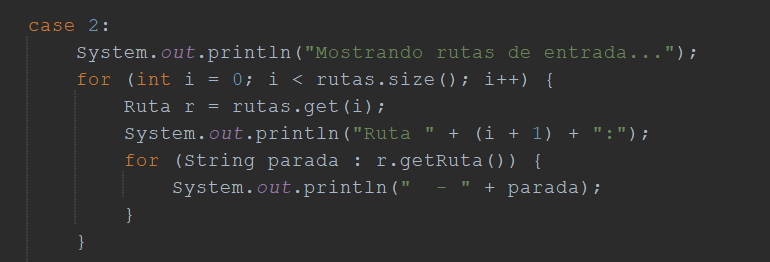 case 2:
    System.out.println("Mostrando rutas de entrada...");
    for (int i = 0; i < rutas.size(); i++) {
        Ruta r = rutas.get(i);
        System.out.println("Ruta " + (i + 1) + ":");
        for (String parada : r.getRuta()) {
            System.out.println("  - " + parada);
        }
    }